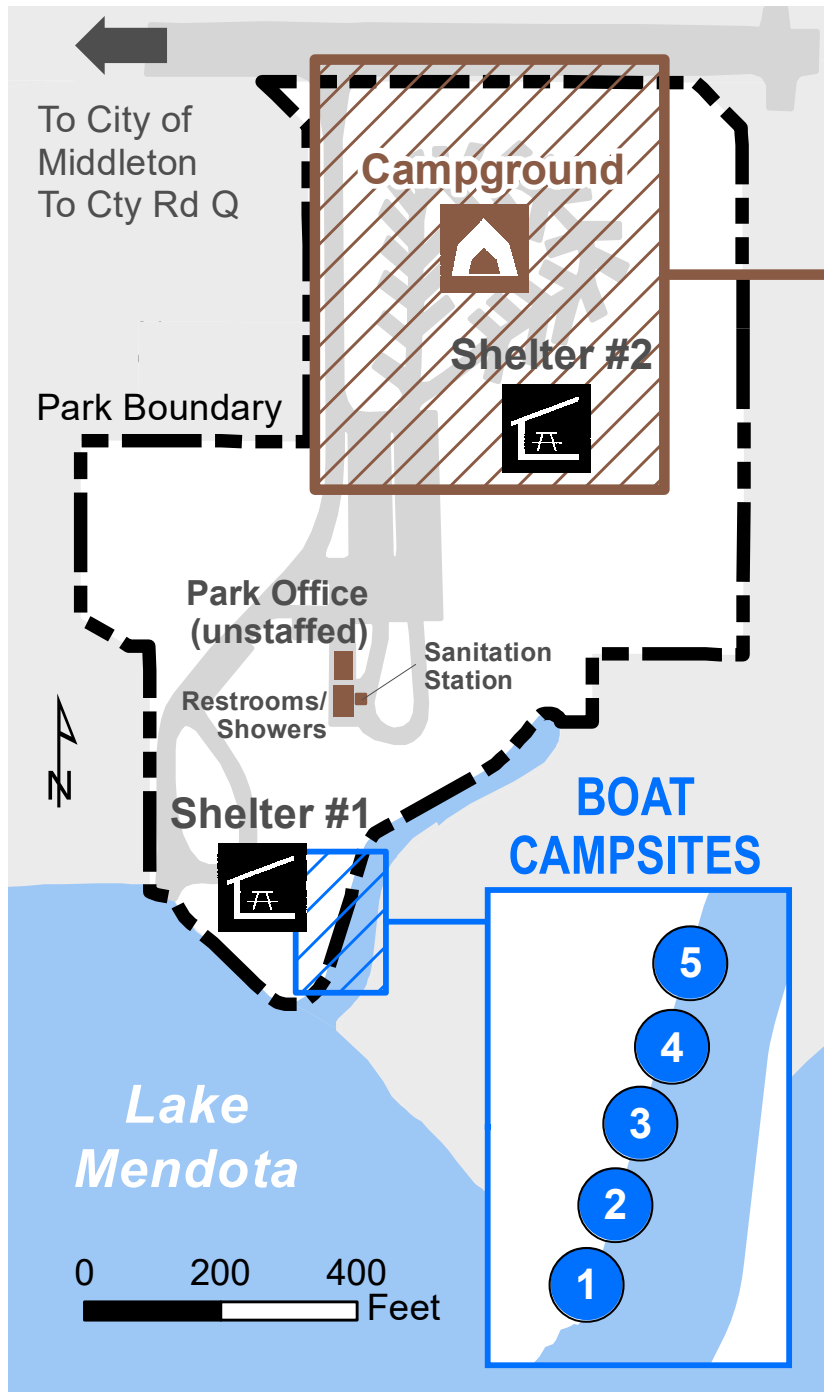 To City of
Middleton
To Cty Rd Q
Campground
Shelter #2
Park Boundary
Park Office
(unstaffed)
Sanitation
Station
Restrooms/
Showers
N
Shelter #1
BOAT
CAMPSITES
5
4
3
2
1
Lake
Mendota
0 200 400
Feet